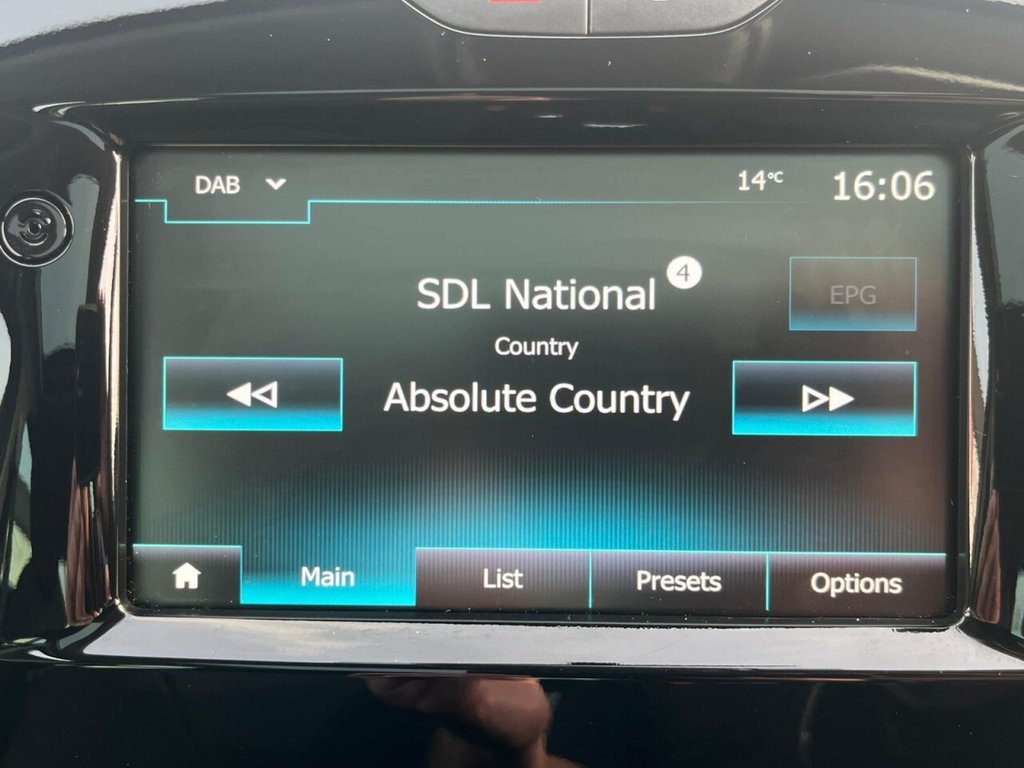 DAB
14°C
16:06
SDL National
4
EPG
Country
Absolute Country
Main
List
Presets
Options